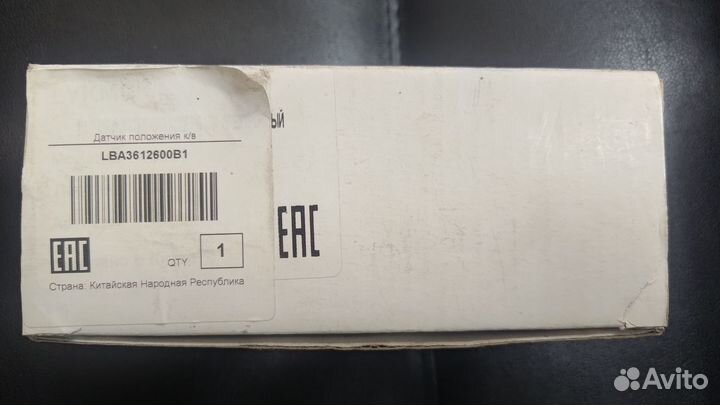 Датчик положения к/в
LBA3612600B1
EAC
QTY 1
Страна: Китайская Народная Республика
ый
EAC
Avito